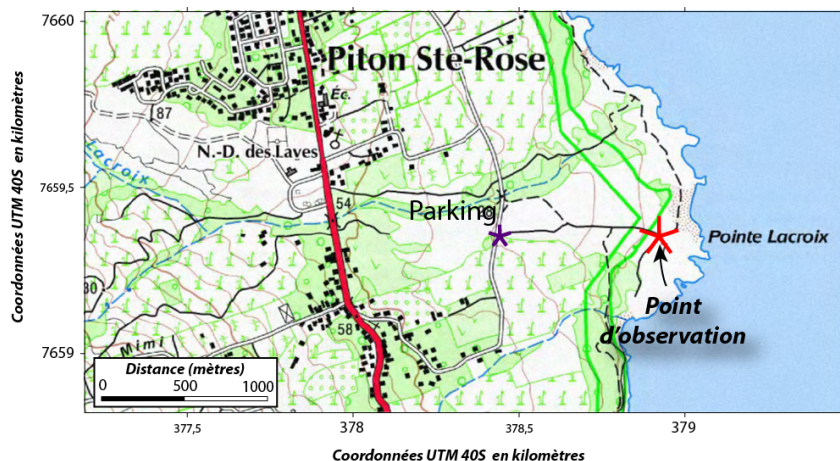 7660
7659,5
7659
Coordonnées UTM 40S en kilomètres
Piton Ste-Rose
Éc.
87
N.-D. des Laves
Lacroix
54
Parking
Pointe Lacroix
Point
d'observation
30
58
Mimi
Distance (mètres)
0 500 1000
377,5 378 378,5 379
Coordonnées UTM 40S en kilomètres